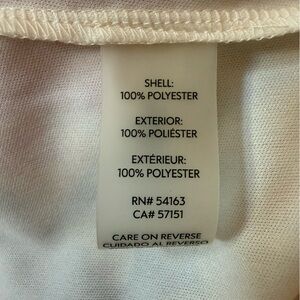 SHELL:
100% POLYESTER
EXTERIOR:
100% POLIÉSTER
EXTÉRIEUR:
100% POLYESTER
RN# 54163
CA# 57151
CARE ON REVERSE
CUIDADO AL REVERSO